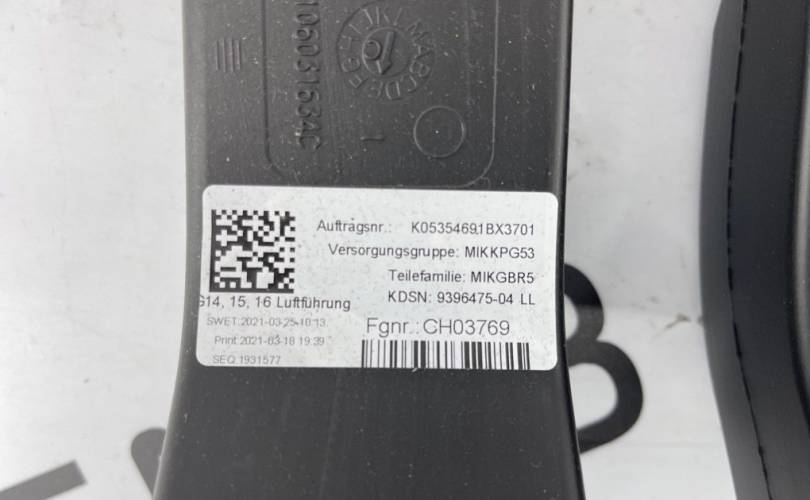 Auftragsnr.: K05354691BX3701
Versorgungsgruppe: MIKKPG53
Teilefamilie: MIKGBR5
KDSN: 9396475-04 LL
G14, 15, 16 Luftführung
SWET:2021-03-25-10:13
Fgnr.: CH03769
Print:2021-03-18 19:39
SEQ 1931577